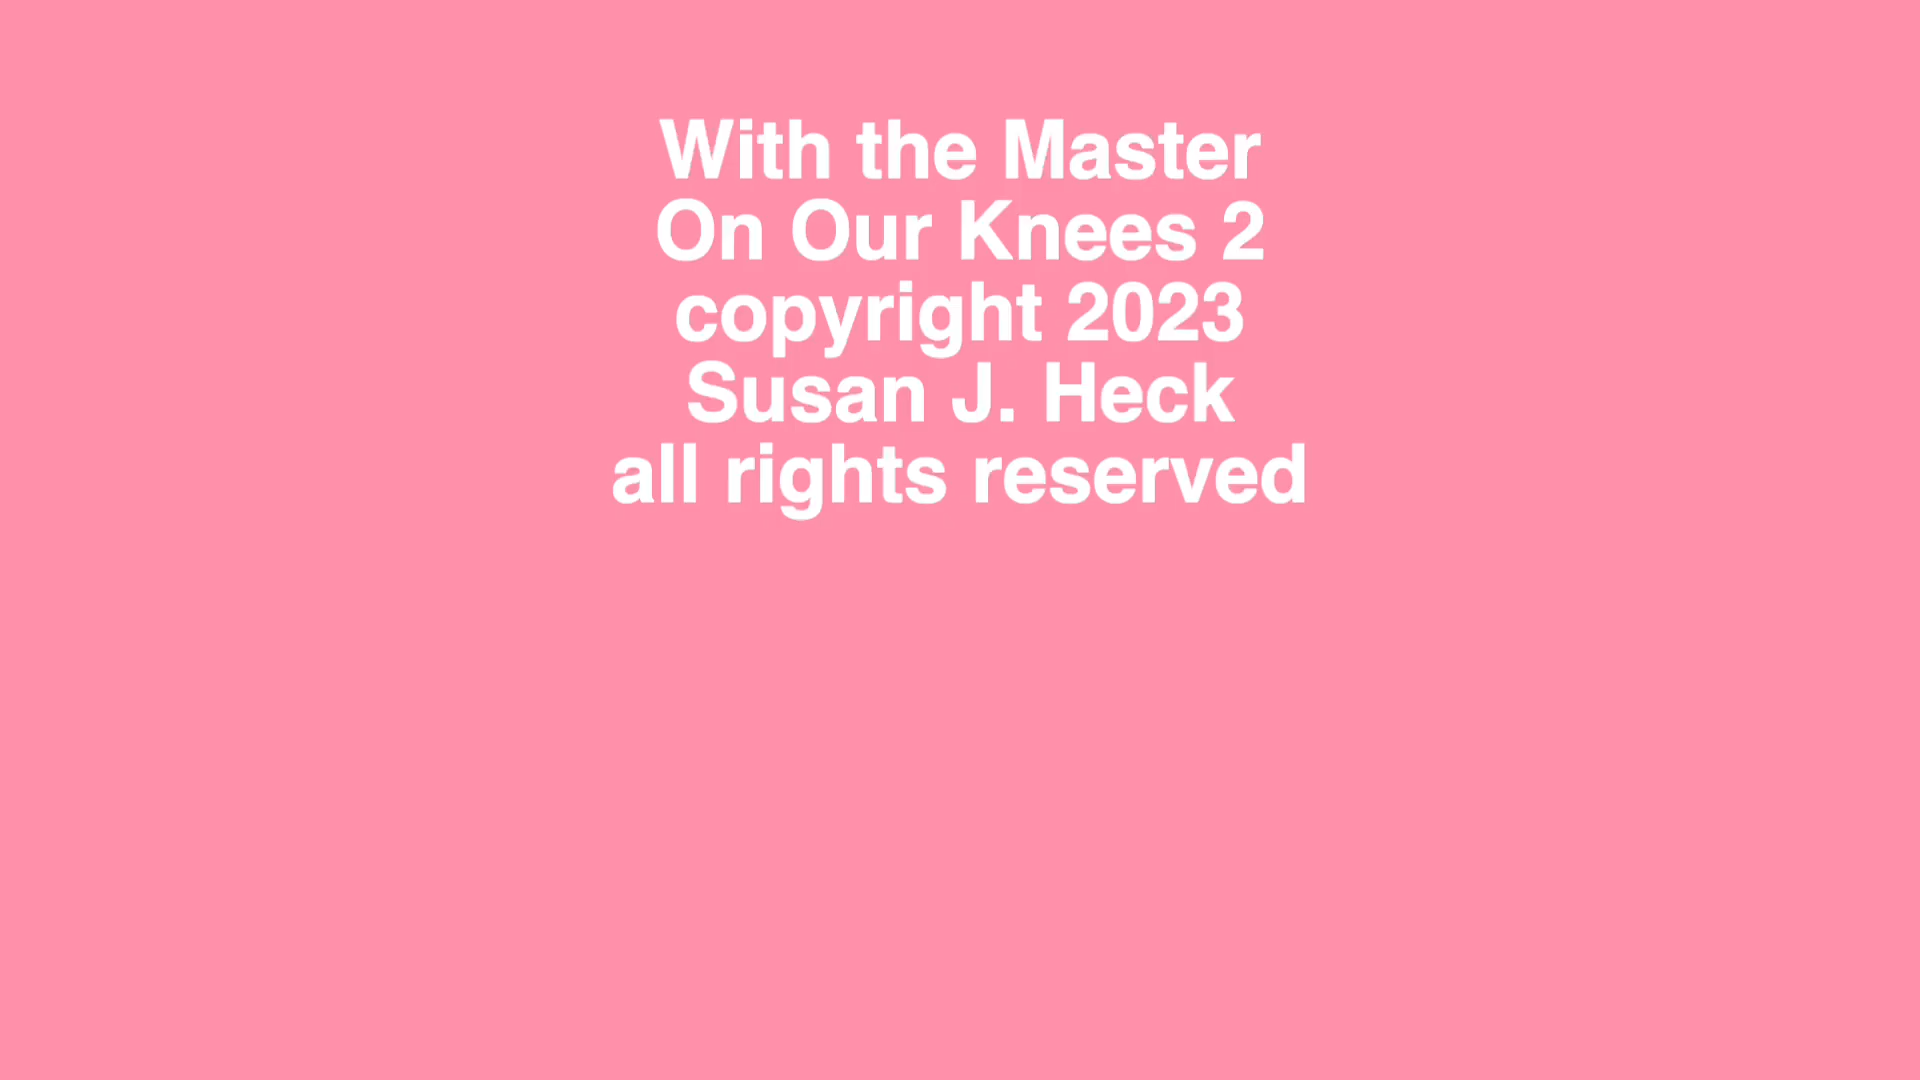 With the Master
On Our Knees 2
copyright 2023
Susan J. Heck
all rights reserved